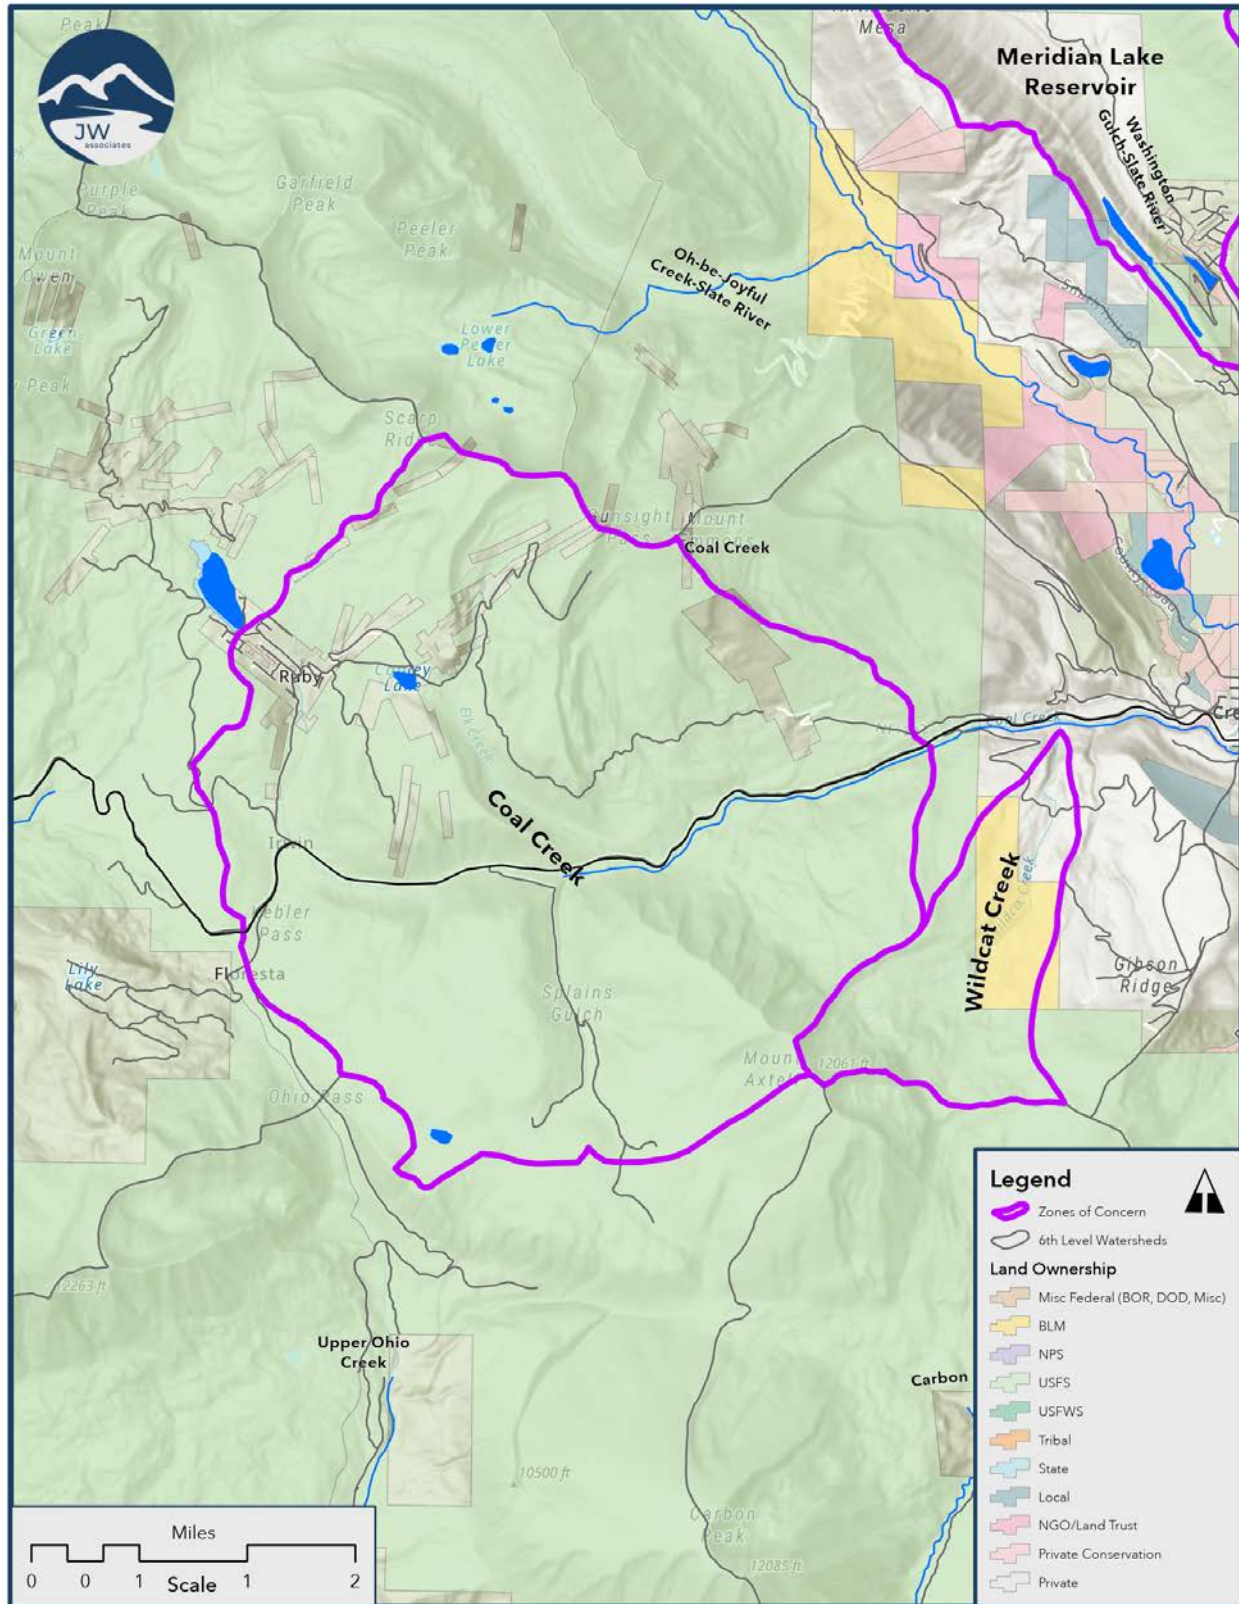 Peak
Mesa
Meridian Lake
Reservoir
JW
associates
Washington
Gulch-Slate River
Purple
Peak
Garfield
Peak
Peeler
Peak
Mount
Owen
Oh-be-Joyful
Creek-Slate River
Green
Lake
Lower
Peeler
Lake
Peak
Scarp
Ridge
Gunsight
Pass
Mount
Emmons
Coal Creek
Ruby
Lake
Elk Creek
Coal Creek
Coal Creek
Cre
Irwin
Kebler
Pass
Wildcat Creek
Lily
Lake
Floresta
Gibson
Ridge
Splains
Gulch
Mount
Axtell
12061 ft
Ohio Pass
12263 ft
Upper Ohio
Creek
Carbon
10500 ft
Carbon
Peak
12085 ft
Legend
Zones of Concern
6th Level Watersheds
Land Ownership
Misc Federal (BOR, DOD, Misc)
BLM
NPS
USFS
USFWS
Tribal
State
Local
NGO/Land Trust
Private Conservation
Private
Miles
0 0 1 1 2
Scale